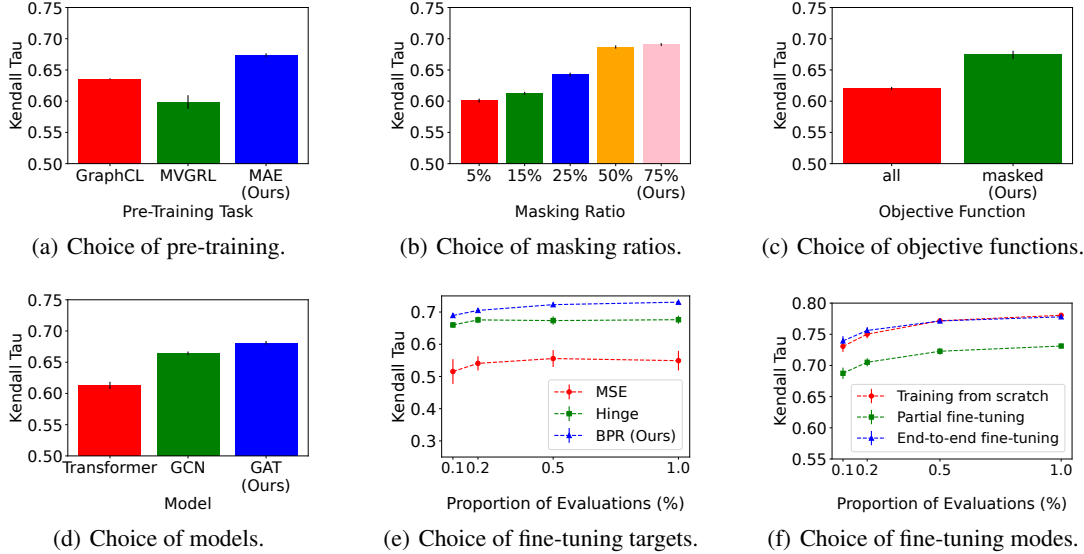 0.75
0.70
0.65
0.60
0.55
0.50
Kendall Tau
GraphCL MVGRL MAE
(Ours)
Pre-Training Task
(a) Choice of pre-training.
0.75
0.70
0.65
0.60
0.55
0.50
Kendall Tau
5% 15% 25% 50% 75%
(Ours)
Masking Ratio
(b) Choice of masking ratios.
0.75
0.70
0.65
0.60
0.55
0.50
Kendall Tau
all masked
(Ours)
Objective Function
(c) Choice of objective functions.
0.75
0.70
0.65
0.60
0.55
0.50
Kendall Tau
Transformer GCN GAT
(Ours)
Model
(d) Choice of models.
0.7
0.6
0.5
0.4
0.3
Kendall Tau
MSE
Hinge
BPR (Ours)
0.1 0.2 0.5 1.0
Proportion of Evaluations (%)
(e) Choice of fine-tuning targets.
0.80
0.75
0.70
0.65
0.60
0.55
Kendall Tau
Training from scratch
Partial fine-tuning
End-to-end fine-tuning
0.1 0.2 0.5 1.0
Proportion of Evaluations (%)
(f) Choice of fine-tuning modes.